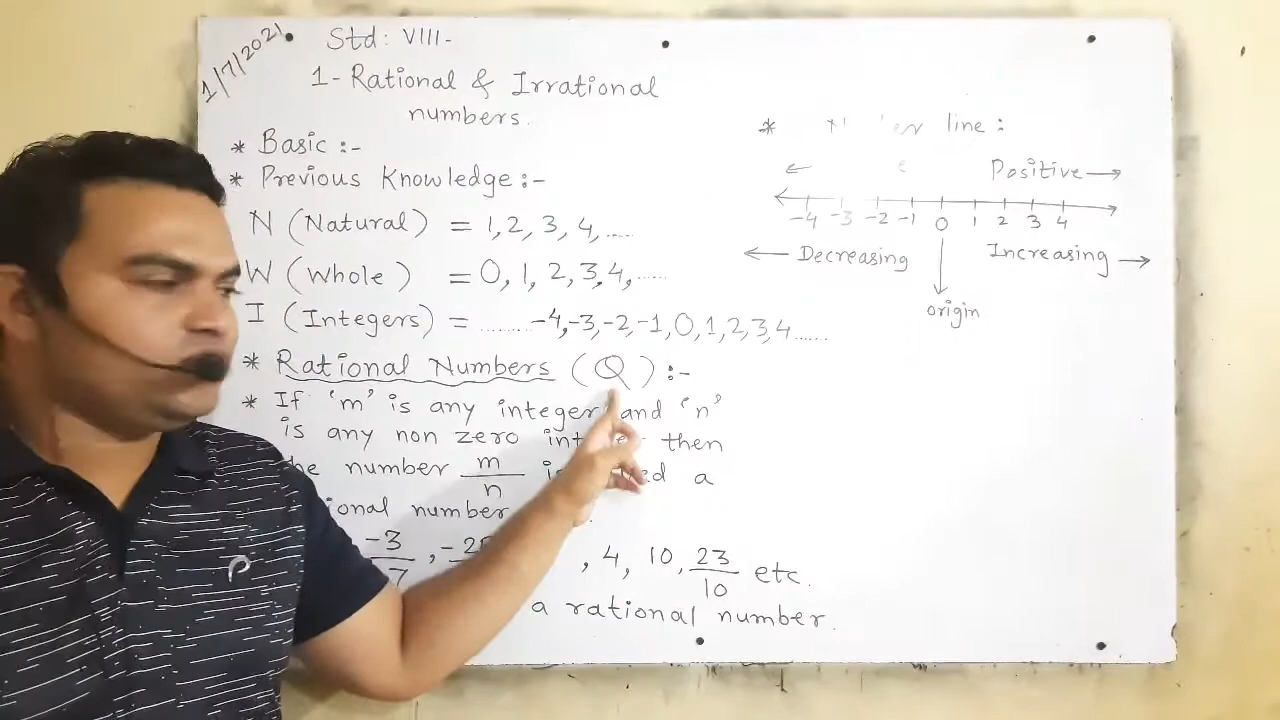 1/7/2021
Std: VIII-
1- Rational & Irrational
numbers.
* Basic :-
* Previous Knowledge :-
N (Natural) = 1, 2, 3, 4, .....
W (Whole) = 0, 1, 2, 3, 4, ......
I (Integers) = ........ -4, -3, -2, -1, 0, 1, 2, 3, 4 ......
* Rational Numbers (Q) :-
* If 'm' is any integer and 'n'
is any non zero then
number m/n a
number
-3/7 , , 4, 10, 23/10 etc.
a rational number.
* line :
← Positive →
-4 -3 -2 -1 0 1 2 3 4
← Decreasing Increasing →
origin